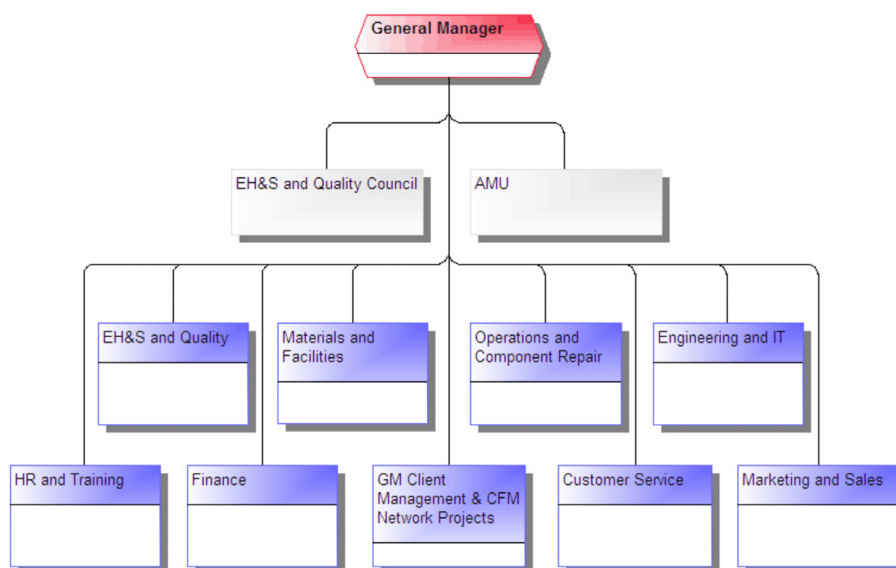 General Manager
EH&S and Quality Council
AMU
EH&S and Quality
Materials and
Facilities
Operations and
Component Repair
Engineering and IT
HR and Training
Finance
GM Client
Management & CFM
Network Projects
Customer Service
Marketing and Sales